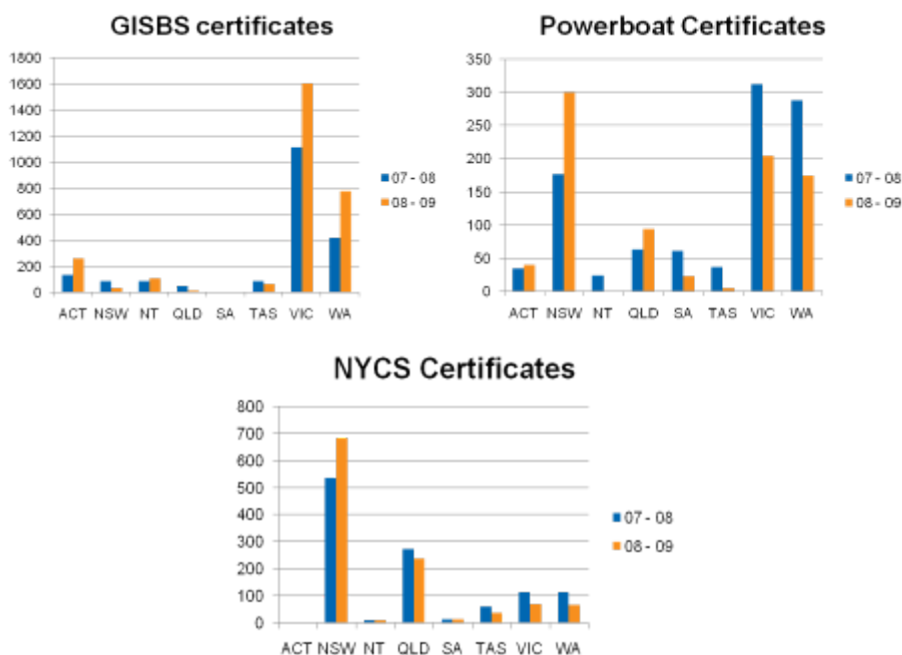 GISBS certificates
1800
1600
1400
1200
1000
800
600
400
200
0
ACT NSW NT QLD SA TAS VIC WA
07 - 08
08 - 09
Powerboat Certificates
350
300
250
200
150
100
50
0
ACT NSW NT QLD SA TAS VIC WA
07 - 08
08 - 09
NYCS Certificates
800
700
600
500
400
300
200
100
0
ACT NSW NT QLD SA TAS VIC WA
07 - 08
08 - 09